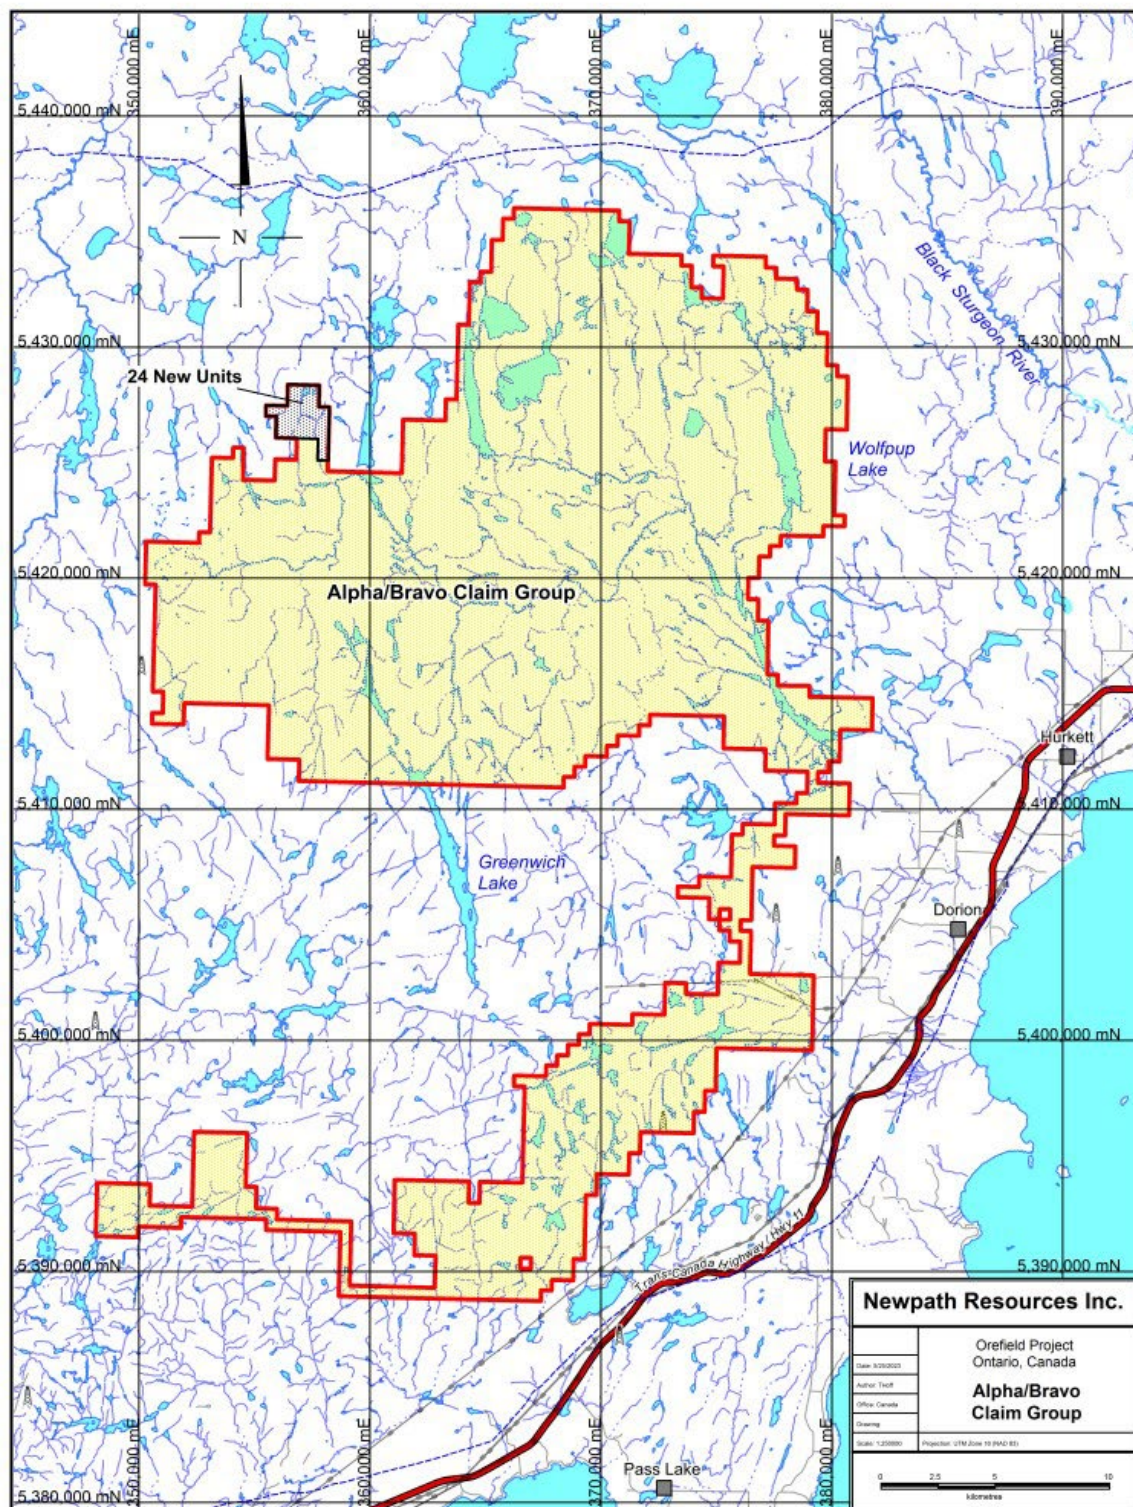 350,000 mE
360,000 mE
370,000 mE
380,000 mE
390,000 mE
5,440,000 mN
N
Black Sturgeon River
5,430,000 mN
5,430,000 mN
24 New Units
Wolfpup
Lake
5,420,000 mN
5,420,000 mN
Alpha/Bravo Claim Group
Hurkett
5,410,000 mN
5,410,000 mN
Greenwich
Lake
Dorion
5,400,000 mN
5,400,000 mN
5,390,000 mN
5,390,000 mN
Trans-Canada Highway/ Hwy 11
Newpath Resources Inc.
Orefield Project
Ontario, Canada
Author: THoff
Office: Canada
Drawing:
Alpha/Bravo
Claim Group
350,000 mE
360,000 mE
370,000 mE
380,000 mE
Pass Lake
5,380,000 mN
0 2.5 5 10
kilometres